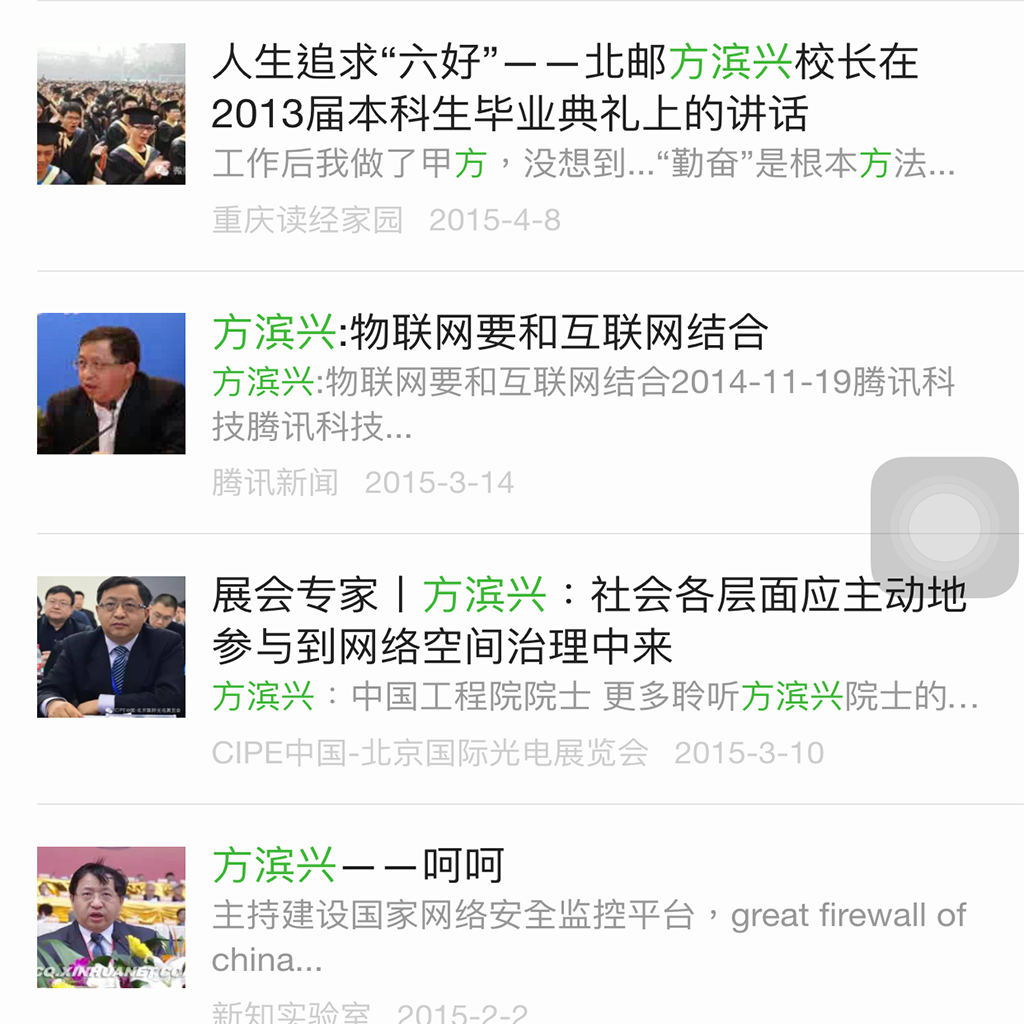 人生追求“六好”——北邮方滨兴校长在
2013届本科生毕业典礼上的讲话
工作后我做了甲方，没想到...“勤奋”是根本方法...
重庆读经家园 2015-4-8
方滨兴:物联网要和互联网结合
方滨兴:物联网要和互联网结合2014-11-19腾讯科
技腾讯科技...
腾讯新闻 2015-3-14
展会专家丨方滨兴：社会各层面应主动地
参与到网络空间治理中来
方滨兴：中国工程院院士 更多聆听方滨兴院士的...
CIPE中国-北京国际光电展览会 2015-3-10
方滨兴——呵呵
主持建设国家网络安全监控平台，great firewall of
china...
CQ.XINHUANET.CO
新知实验室 2015-2-2